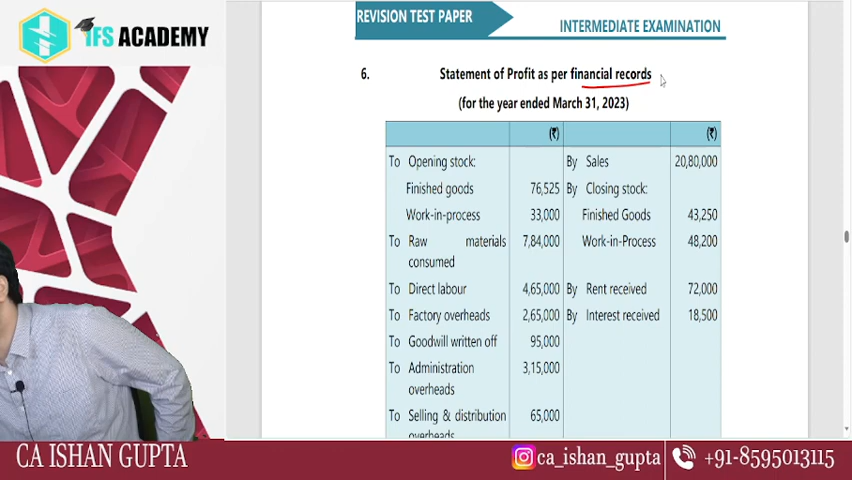 IFS ACADEMY
REVISION TEST PAPER
INTERMEDIATE EXAMINATION
6. Statement of Profit as per financial records
(for the year ended March 31, 2023)
(₹) (₹)
To Opening stock: By Sales 20,80,000
Finished goods 76,525 By Closing stock:
Work-in-process 33,000 Finished Goods 43,250
To Raw materials 7,84,000 Work-in-Process 48,200
consumed
To Direct labour 4,65,000 By Rent received 72,000
To Factory overheads 2,65,000 By Interest received 18,500
To Goodwill written off 95,000
To Administration 3,15,000
overheads
To Selling & distribution 65,000
overheads
CA ISHAN GUPTA ca_ishan_gupta +91-8595013115